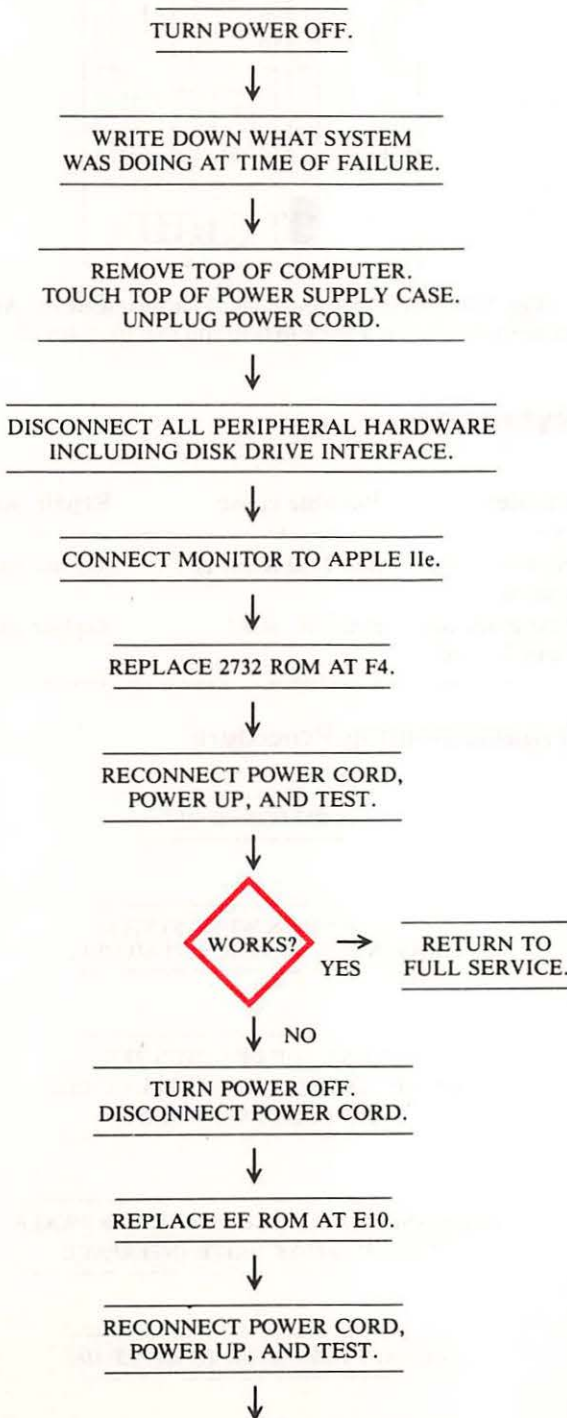 TURN POWER OFF.
WRITE DOWN WHAT SYSTEM
WAS DOING AT TIME OF FAILURE.
REMOVE TOP OF COMPUTER.
TOUCH TOP OF POWER SUPPLY CASE.
UNPLUG POWER CORD.
DISCONNECT ALL PERIPHERAL HARDWARE
INCLUDING DISK DRIVE INTERFACE.
CONNECT MONITOR TO APPLE IIe.
REPLACE 2732 ROM AT F4.
RECONNECT POWER CORD,
POWER UP, AND TEST.
WORKS?
YES
RETURN TO
FULL SERVICE.
NO
TURN POWER OFF.
DISCONNECT POWER CORD.
REPLACE EF ROM AT E10.
RECONNECT POWER CORD,
POWER UP, AND TEST.